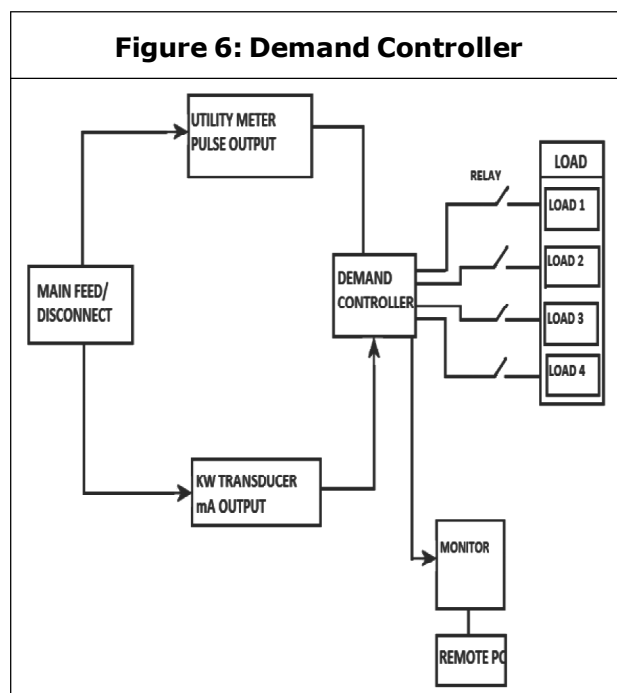 Figure 6: Demand Controller
UTILITY METER
PULSE OUTPUT
LOAD
RELAY
LOAD 1
LOAD 2
DEMAND
CONTROLLER
MAIN FEED/
DISCONNECT
LOAD 3
LOAD 4
KW TRANSDUCER
mA OUTPUT
MONITOR
REMOTE PC